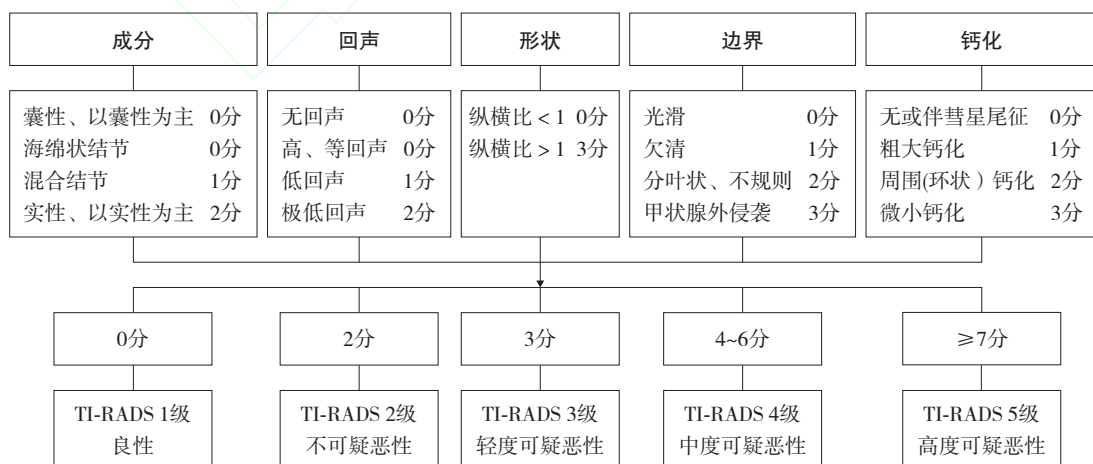 成分
囊性、以囊性为主 0分
海绵状结节 0分
混合结节 1分
实性、以实性为主 2分
回声
无回声 0分
高、等回声 0分
低回声 1分
极低回声 2分
形状
纵横比<1 0分
纵横比>1 3分
边界
光滑 0分
欠清 1分
分叶状、不规则 2分
甲状腺外侵袭 3分
钙化
无或伴彗星尾征 0分
粗大钙化 1分
周围(环状）钙化 2分
微小钙化 3分
0分
2分
3分
4~6分
≥7分
TI-RADS 1级
良性
TI-RADS 2级
不可疑恶性
TI-RADS 3级
轻度可疑恶性
TI-RADS 4级
中度可疑恶性
TI-RADS 5级
高度可疑恶性